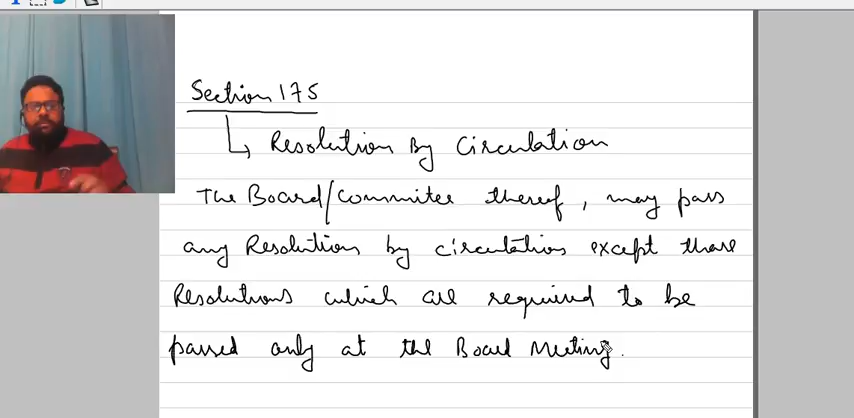 Section 175
Resolution By Circulation
The Board/Committee thereof, may pass
any Resolution by circulation except those
Resolutions which are required to be
passed only at the Board Meeting.